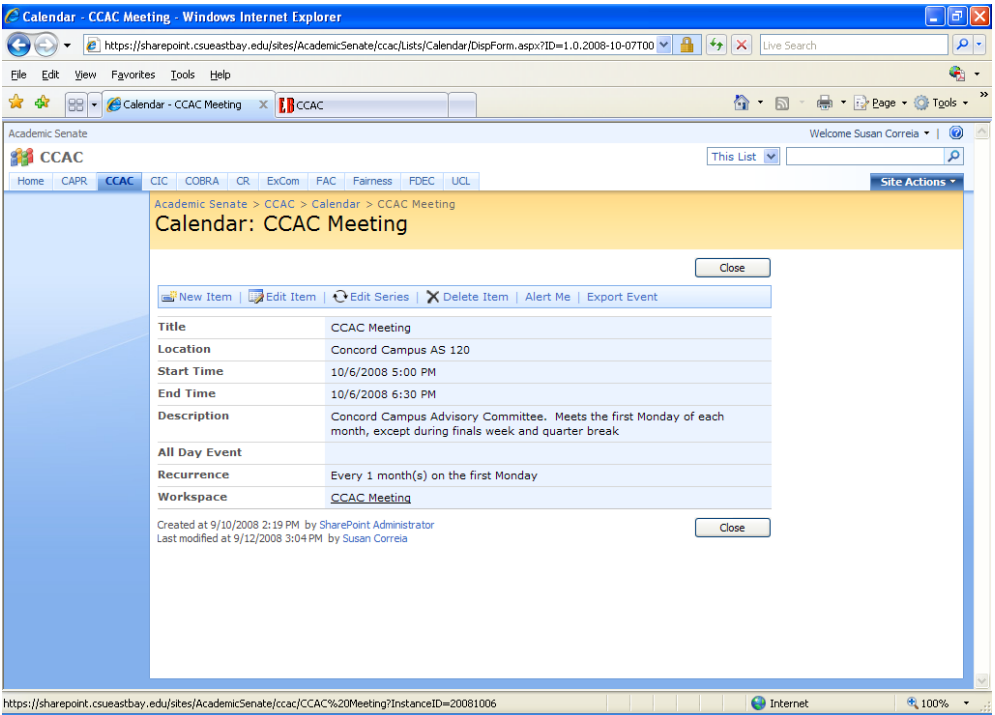 Calendar - CCAC Meeting - Windows Internet Explorer
https://sharepoint.csueastbay.edu/sites/AcademicSenate/ccac/Lists/Calendar/DispForm.aspx?ID=1.0.2008-10-07T00
Live Search
File Edit View Favorites Tools Help
Calendar - CCAC Meeting X EB CCAC
Page Tools »
Academic Senate
Welcome Susan Correia
CCAC
This List
Home CAPR CCAC CIC COBRA CR ExCom FAC Fairness FDEC UCL
Site Actions
Academic Senate > CCAC > Calendar > CCAC Meeting
Calendar: CCAC Meeting
Close
New Item | Edit Item | Edit Series | Delete Item | Alert Me | Export Event
Title CCAC Meeting
Location Concord Campus AS 120
Start Time 10/6/2008 5:00 PM
End Time 10/6/2008 6:30 PM
Description Concord Campus Advisory Committee. Meets the first Monday of each
month, except during finals week and quarter break
All Day Event
Recurrence Every 1 month(s) on the first Monday
Workspace CCAC Meeting
Created at 9/10/2008 2:19 PM by SharePoint Administrator
Close
Last modified at 9/12/2008 3:04 PM by Susan Correia
https://sharepoint.csueastbay.edu/sites/AcademicSenate/ccac/CCAC%20Meeting?InstanceID=20081006
Internet
100%